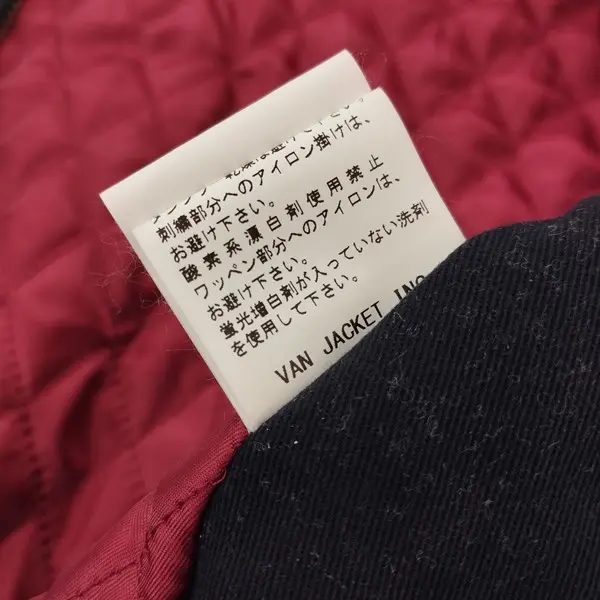 刺繍部分へのアイロン掛けは、
お避け下さい。
酸素系漂白剤使用禁止
ワッペン部分へのアイロンは、
お避け下さい。
蛍光増白剤が入っていない洗剤
を使用して下さい。
VAN JACKET INC